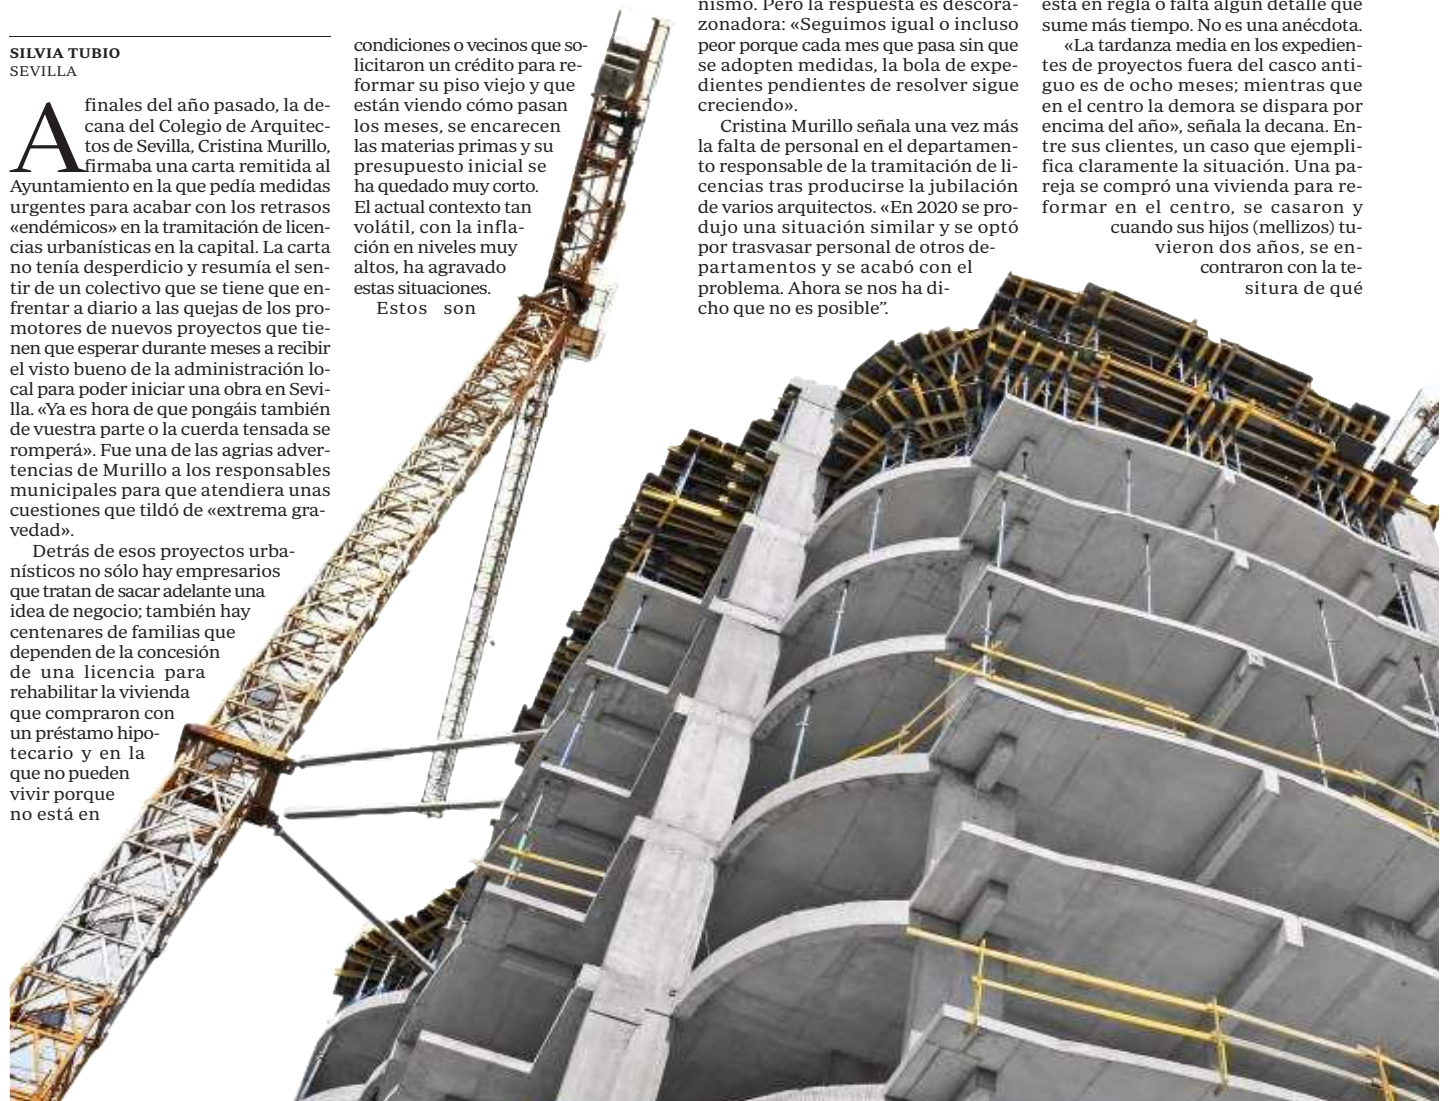 SILVIA TUBIO
SEVILLA
A finales del año pasado, la de-
cana del Colegio de Arquitec-
tos de Sevilla, Cristina Murillo,
firmaba una carta remitida al
Ayuntamiento en la que pedía medidas
urgentes para acabar con los retrasos
«endémicos» en la tramitación de licen-
cias urbanísticas en la capital. La carta
no tenía desperdicio y resumía el sen-
tir de un colectivo que se tiene que en-
frentar a diario a las quejas de los pro-
motores de nuevos proyectos que tie-
nen que esperar durante meses a recibir
el visto bueno de la administración lo-
cal para poder iniciar una obra en Sevi-
lla. «Ya es hora de que pongáis también
de vuestra parte o la cuerda tensada se
romperá». Fue una de las agrias adver-
tencias de Murillo a los responsables
municipales para que atendiera unas
cuestiones que tildó de «extrema gra-
vedad».
Detrás de esos proyectos urba-
nísticos no sólo hay empresarios
que tratan de sacar adelante una
idea de negocio; también hay
centenares de familias que
dependen de la concesión
de una licencia para
rehabilitar la vivienda
que compraron con
un préstamo hipo-
tecario y en la
que no pueden
vivir porque
no está en
condiciones o vecinos que so-
licitaron un crédito para re-
formar su piso viejo y que
están viendo cómo pasan
los meses, se encarecen
las materias primas y su
presupuesto inicial se
ha quedado muy corto.
El actual contexto tan
volátil, con la infla-
ción en niveles muy
altos, ha agravado
estas situaciones.
Estos son
nismo. Pero la respuesta es descora-
zonadora: «Seguimos igual o incluso
peor porque cada mes que pasa sin que
se adopten medidas, la bola de expe-
dientes pendientes de resolver sigue
creciendo».
Cristina Murillo señala una vez más
la falta de personal en el departamen-
to responsable de la tramitación de li-
cencias tras producirse la jubilación
de varios arquitectos. «En 2020 se pro-
dujo una situación similar y se optó
por trasvasar personal de otros de-
partamentos y se acabó con el
problema. Ahora se nos ha di-
cho que no es posible”.
está en regla o falta algún detalle que
sume más tiempo. No es una anécdota.
«La tardanza media en los expedien-
tes de proyectos fuera del casco anti-
guo es de ocho meses; mientras que
en el centro la demora se dispara por
encima del año», señala la decana. En-
tre sus clientes, un caso que ejempli-
fica claramente la situación. Una pa-
reja se compró una vivienda para re-
formar en el centro, se casaron y
cuando sus hijos (mellizos) tu-
vieron dos años, se en-
contraron con la te-
situra de qué